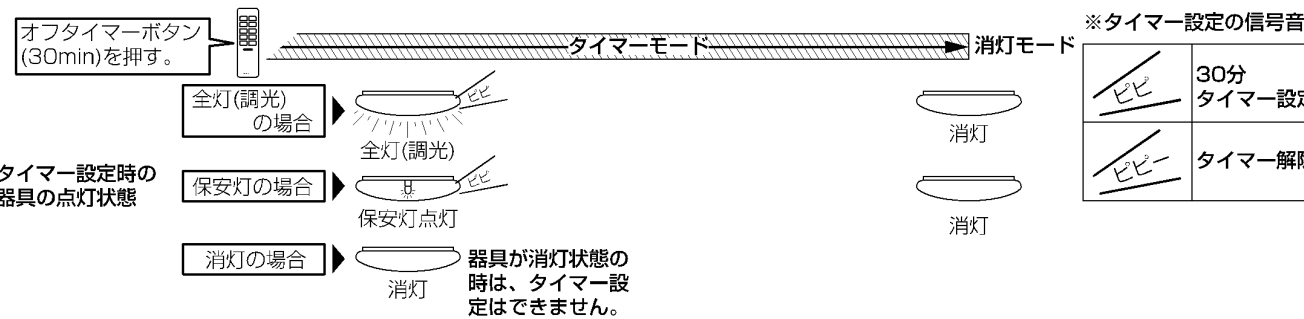 オフタイマーボタン
(30min)を押す。
タイマーモード
消灯モード
※タイマー設定の信号音
全灯(調光)
の場合
ピピ
全灯(調光)
消灯
ピピ
30分
タイマー設定
タイマー設定時の
器具の点灯状態
保安灯の場合
ピピ
保安灯点灯
消灯
ピピー
タイマー解除
消灯の場合
消灯
器具が消灯状態の
時は、タイマー設
定はできません。